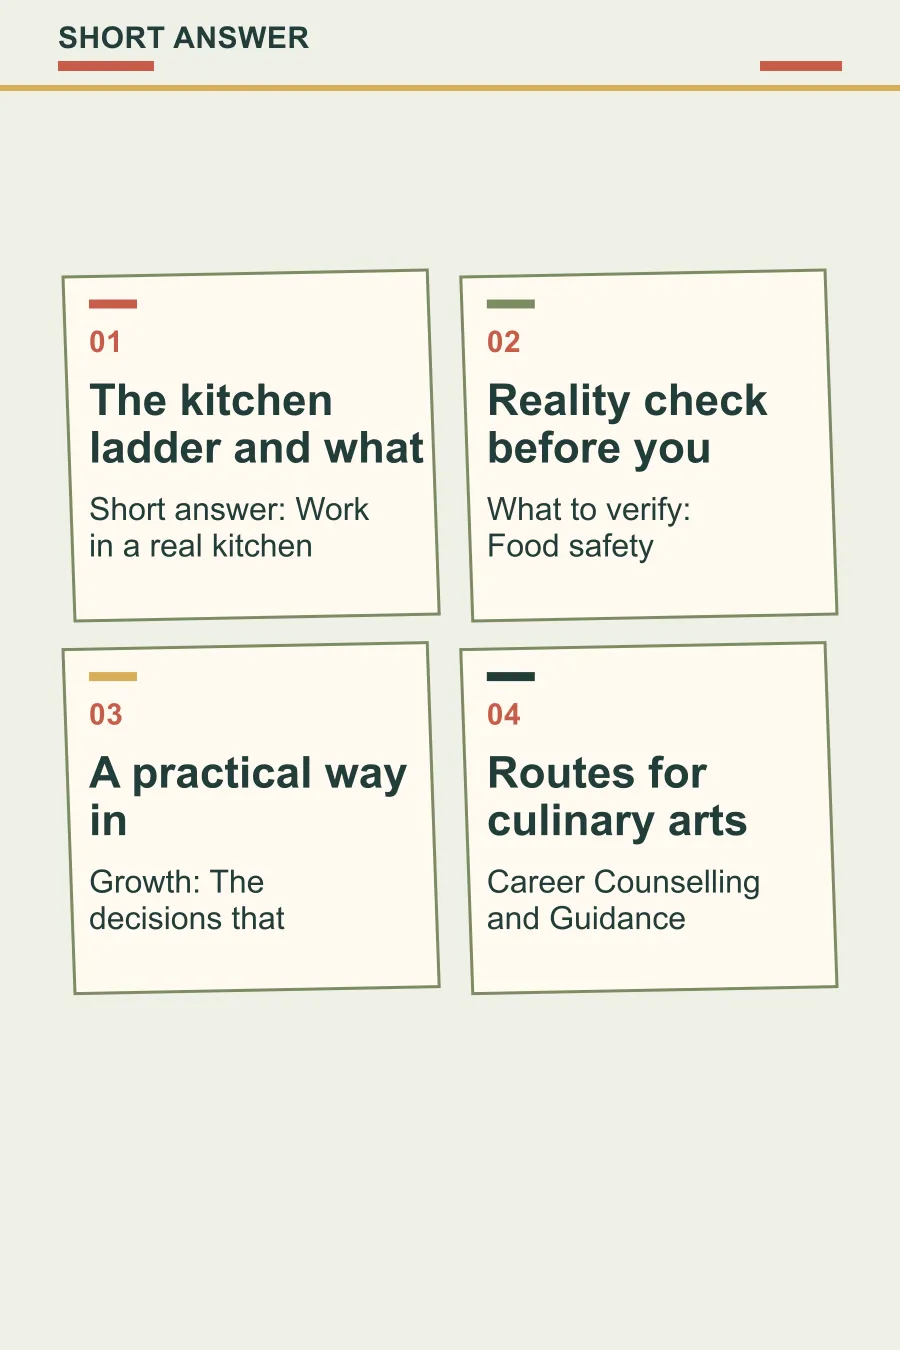 SHORT ANSWER
01
The kitchen
ladder and what
Short answer: Work
in a real kitchen
02
Reality check
before you
What to verify:
Food safety
03
A practical way
in
Growth: The
decisions that
04
Routes for
culinary arts
Career Counselling
and Guidance